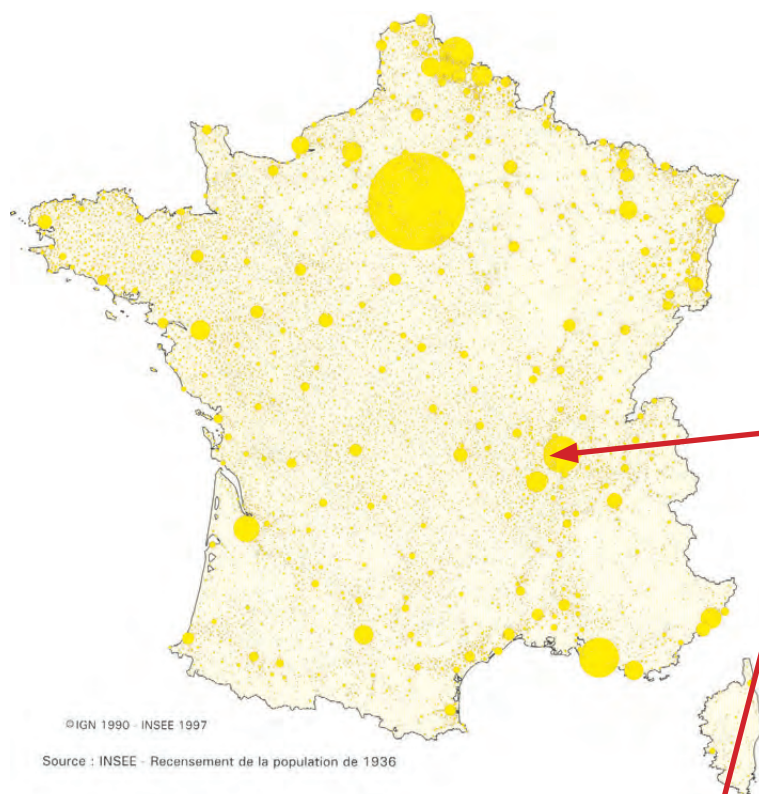 ©IGN 1990 - INSEE 1997
Source : INSEE - Recensement de la population de 1936